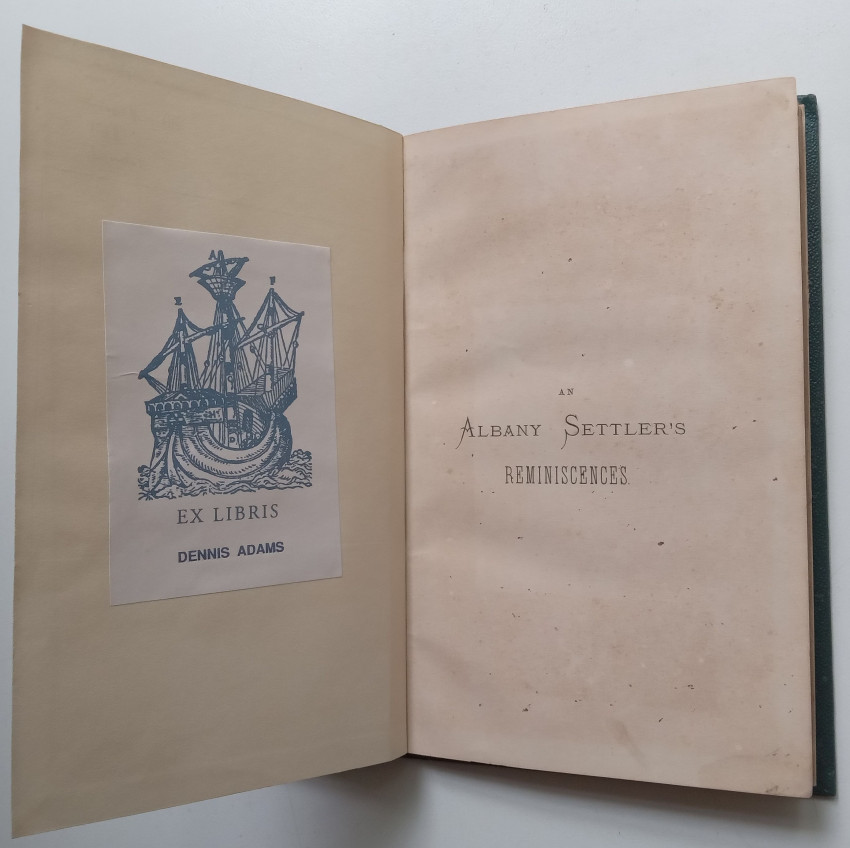 A
E
F
EX LIBRIS
DENNIS ADAMS
AN
ALBANY SETTLER'S
REMINISCENCES.